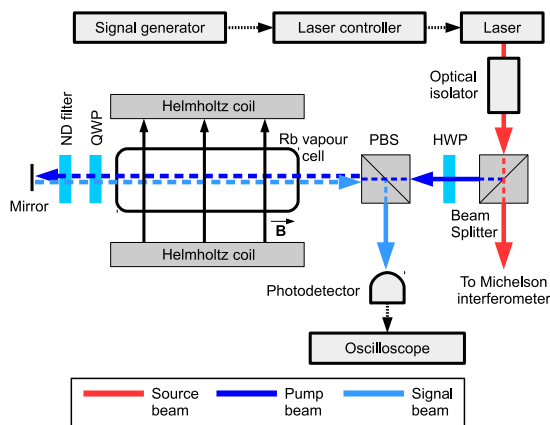 Signal generator
Laser controller
Laser
Optical
isolator
ND filter
QWP
Helmholtz coil
Rb vapour
cell
PBS
HWP
Mirror
B
Beam
Splitter
Helmholtz coil
To Michelson
interferometer
Photodetector
Oscilloscope
Source
beam
Pump
beam
Signal
beam